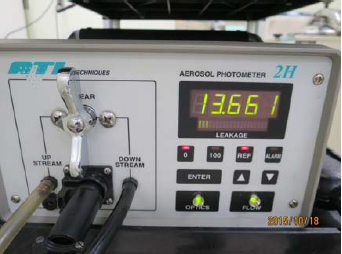 ATI
TECHNIQUES
AEROSOL PHOTOMETER 2H
13.661
LEAKAGE
0 100 REF ALARM
UP
STREAM
DOWN
STREAM
ENTER
OPTICS FLOW
2015/10/18